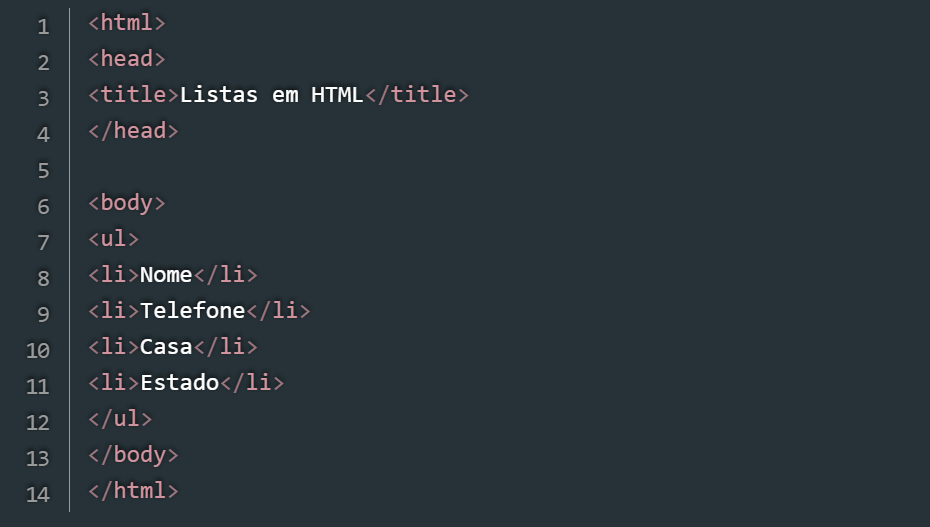 1 <html>
2 <head>
3 <title>Listas em HTML</title>
4 </head>
5
6 <body>
7 <ul>
8 <li>Nome</li>
9 <li>Telefone</li>
10 <li>Casa</li>
11 <li>Estado</li>
12 </ul>
13 </body>
14 </html>